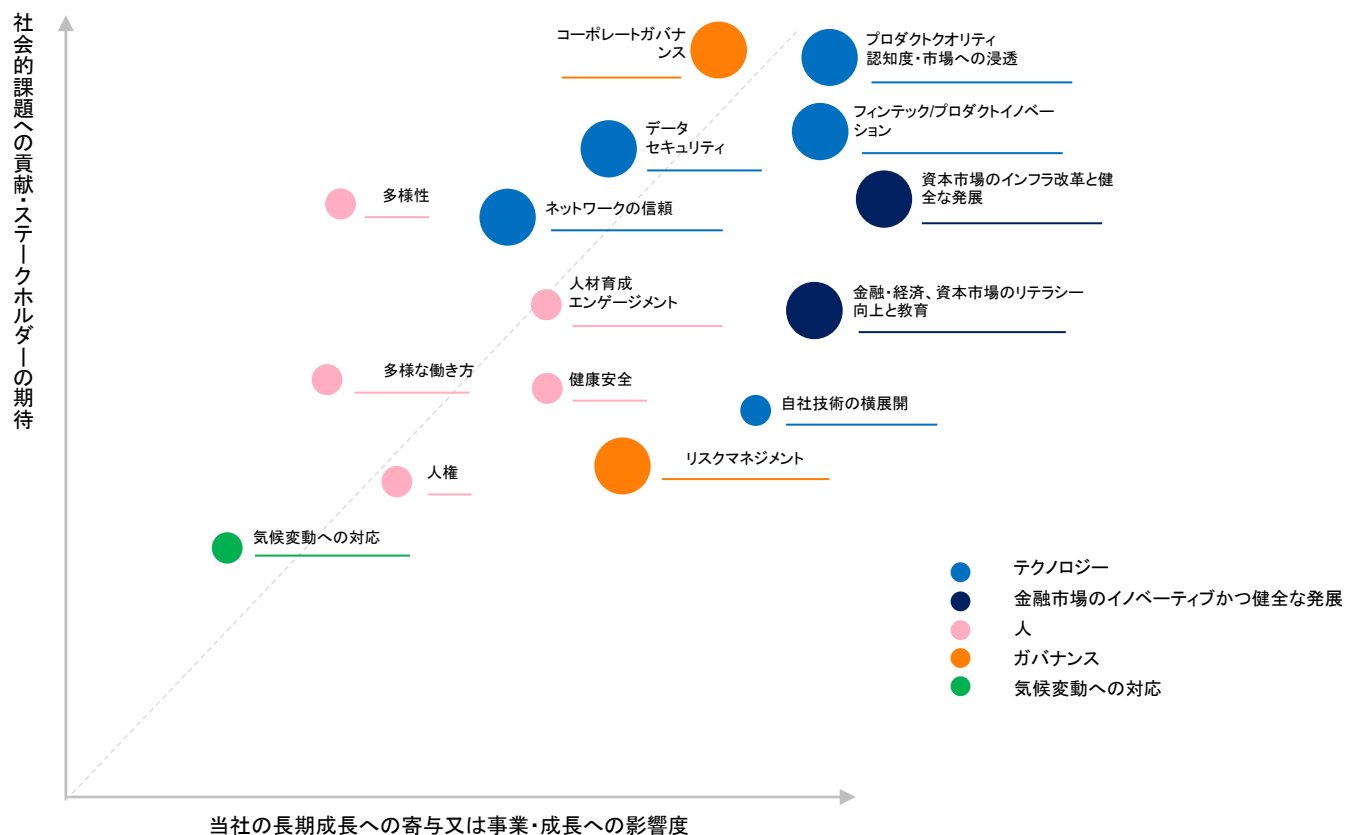 社会的課題への貢献・ステークホルダーの期待
コーポレートガバナ
ンス
プロダクトクオリティ
認知度・市場への浸透
フィンテック/プロダクトイノベー
ション
データ
セキュリティ
資本市場のインフラ改革と健
全な発展
多様性
ネットワークの信頼
人材育成
エンゲージメント
金融・経済、資本市場のリテラシー
向上と教育
多様な働き方
健康安全
自社技術の横展開
リスクマネジメント
人権
気候変動への対応
テクノロジー
金融市場のイノベーティブかつ健全な発展
人
ガバナンス
気候変動への対応
当社の長期成長への寄与又は事業・成長への影響度